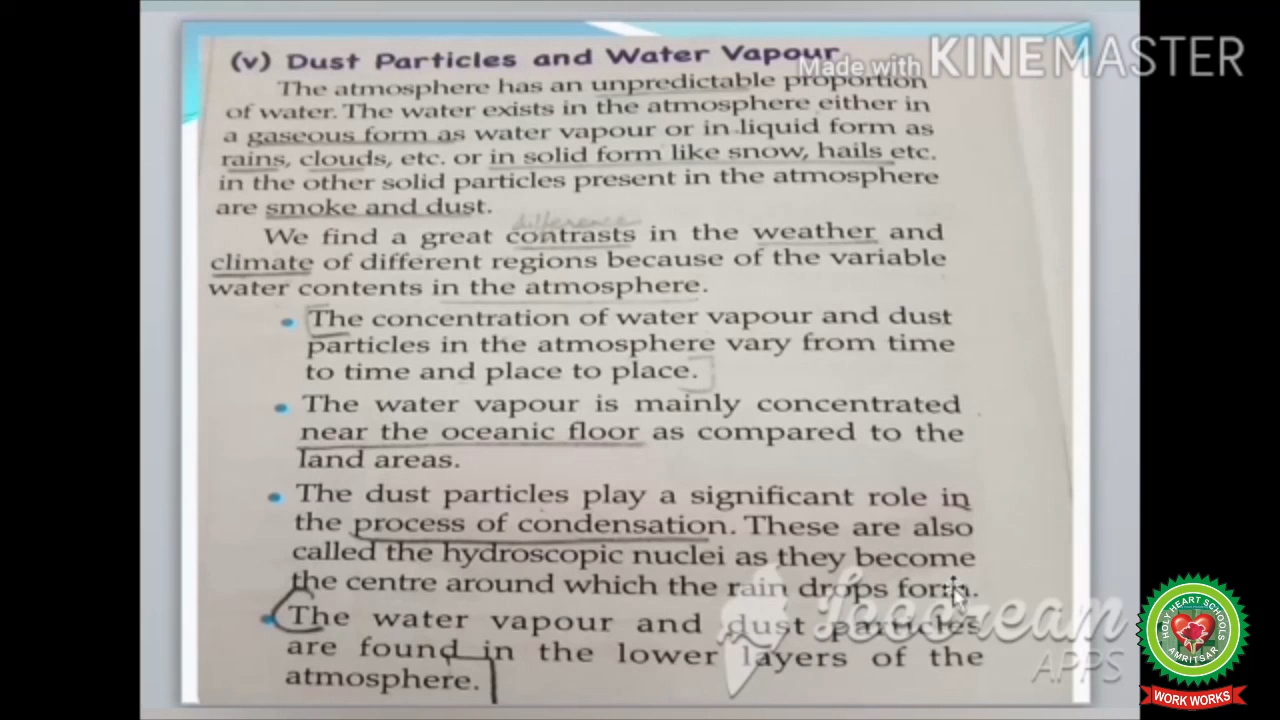 (v) Dust Particles and Water Vapour
Made with KINEMASTER
The atmosphere has an unpredictable proportion
of water. The water exists in the atmosphere either in
a gaseous form as water vapour or in liquid form as
rains, clouds, etc. or in solid form like snow, hails etc.
in the other solid particles present in the atmosphere
are smoke and dust.
difference
We find a great contrasts in the weather and
climate of different regions because of the variable
water contents in the atmosphere.
• The concentration of water vapour and dust
particles in the atmosphere vary from time
to time and place to place.
• The water vapour is mainly concentrated
near the oceanic floor as compared to the
land areas.
• The dust particles play a significant role in
the process of condensation. These are also
called the hydroscopic nuclei as they become
the centre around which the rain drops form.
• The water vapour and dust particles
are found in the lower layers of the
atmosphere.
Icecream
APPS
HOLY HEART SCHOOLS
AMRITSAR
WORK WORKS